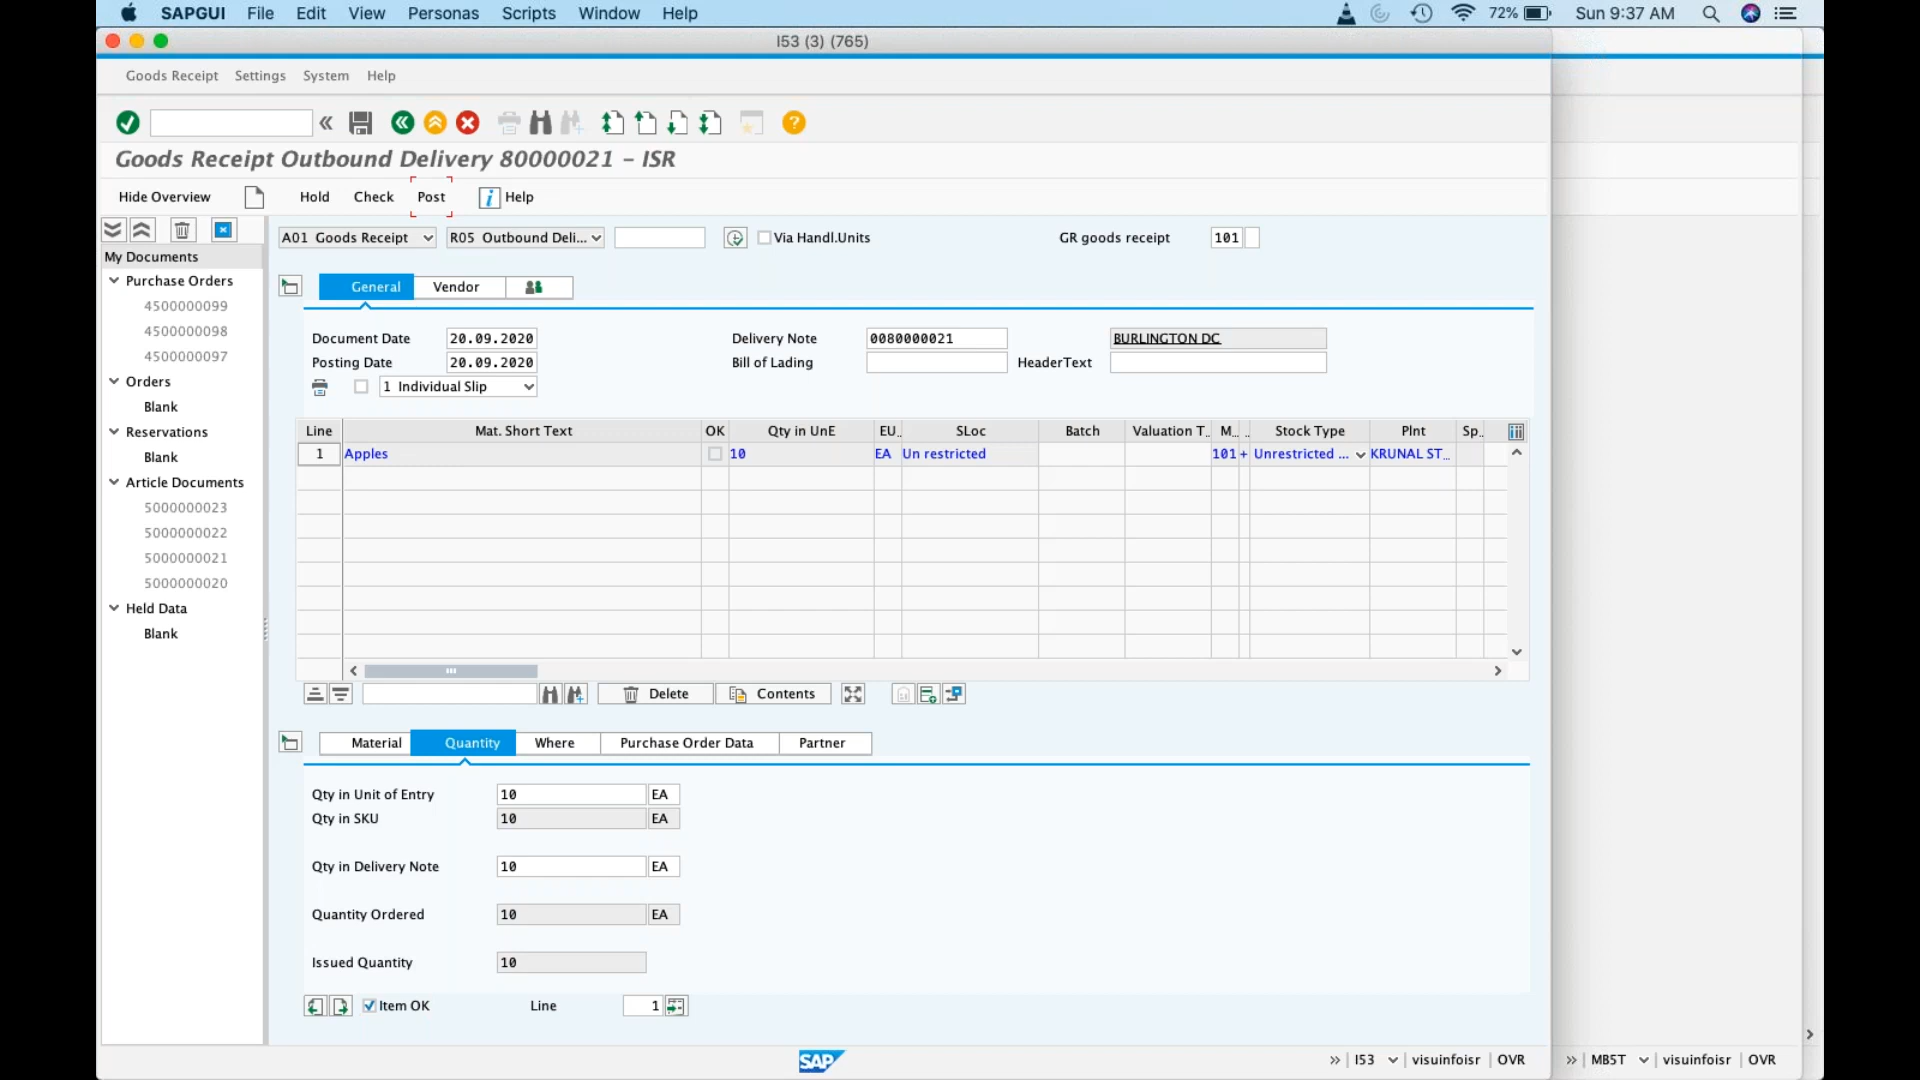 SAPGUI File Edit View Personas Scripts Window Help 72% Sun 9:37 AM
I53 (3) (765)
Goods Receipt Settings System Help
Goods Receipt Outbound Delivery 80000021 – ISR
Hide Overview Hold Check Post Help
A01 Goods Receipt R05 Outbound Deli... Via Handl.Units GR goods receipt 101
My Documents
Purchase Orders
4500000099
4500000098
4500000097
Orders
Blank
Reservations
Blank
Article Documents
5000000023
5000000022
5000000021
5000000020
Held Data
Blank
General Vendor
Document Date 20.09.2020 Delivery Note 0080000021 BURLINGTON DC
Posting Date 20.09.2020 Bill of Lading HeaderText
1 Individual Slip
Line Mat. Short Text OK Qty in UnE EU.. SLoc Batch Valuation T.. M.. .. Stock Type Plnt Sp..
1 Apples 10 EA Un restricted 101 + Unrestricted ... KRUNAL ST...
Delete Contents
Material Quantity Where Purchase Order Data Partner
Qty in Unit of Entry 10 EA
Qty in SKU 10 EA
Qty in Delivery Note 10 EA
Quantity Ordered 10 EA
Issued Quantity 10
Item OK Line 1
SAP I53 visuinfoisr OVR MB5T visuinfoisr OVR